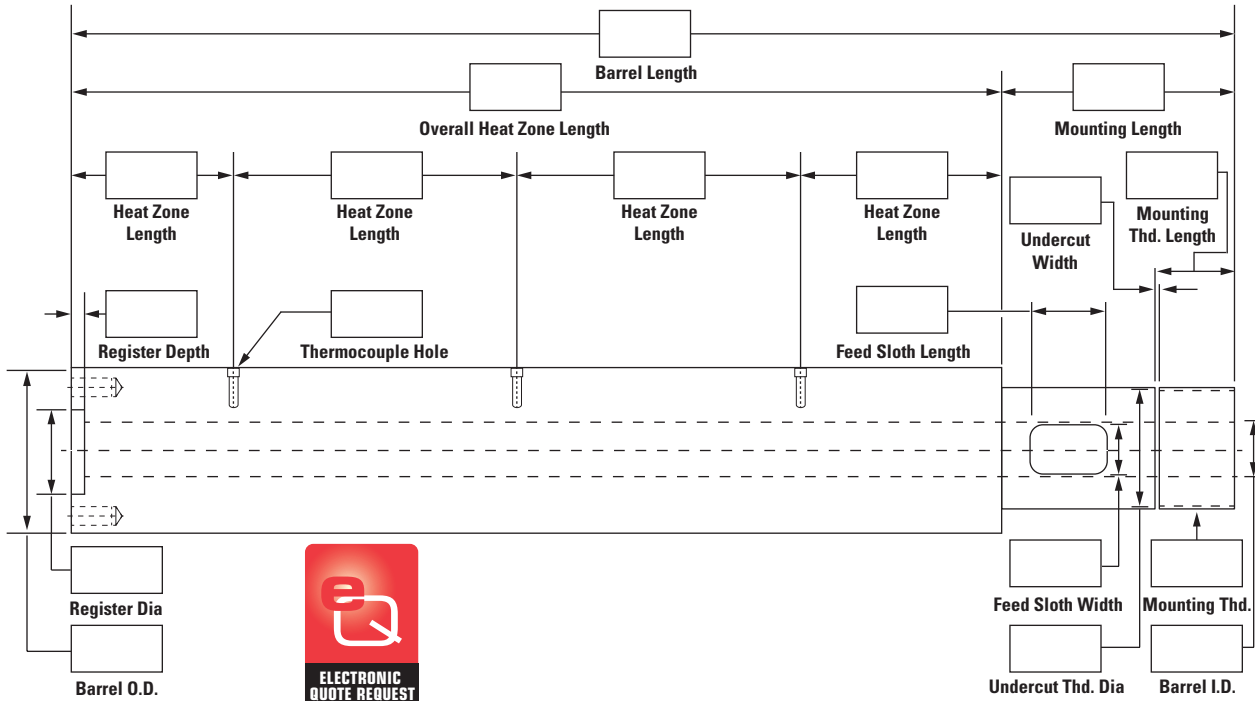 Barrel Length
Overall Heat Zone Length
Mounting Length
Heat Zone
Length
Heat Zone
Length
Heat Zone
Length
Heat Zone
Length
Undercut
Width
Mounting
Thd. Length
Register Depth
Thermocouple Hole
Feed Sloth Length
Register Dia
Feed Sloth Width
Mounting Thd.
Barrel O.D.
eQ
ELECTRONIC
QUOTE REQUEST
Undercut Thd. Dia
Barrel I.D.